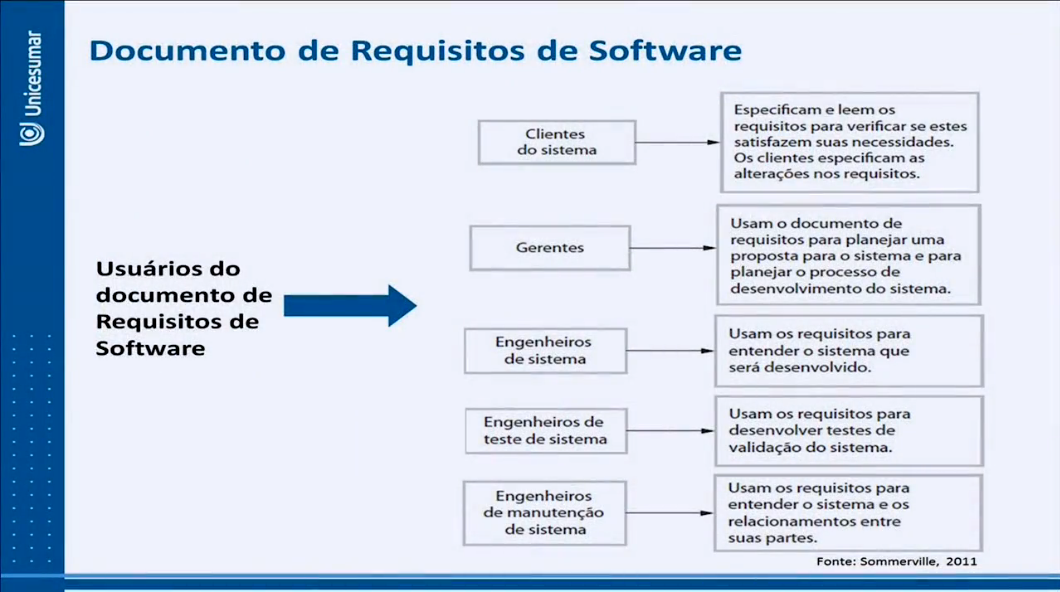 Unicesumar
Documento de Requisitos de Software
Usuários do
documento de
Requisitos de
Software
Clientes
do sistema
Especificam e leem os
requisitos para verificar se estes
satisfazem suas necessidades.
Os clientes especificam as
alterações nos requisitos.
Gerentes
Usam o documento de
requisitos para planejar uma
proposta para o sistema e para
planejar o processo de
desenvolvimento do sistema.
Engenheiros
de sistema
Usam os requisitos para
entender o sistema que
será desenvolvido.
Engenheiros de
teste de sistema
Usam os requisitos para
desenvolver testes de
validação do sistema.
Engenheiros
de manutenção
de sistema
Usam os requisitos para
entender o sistema e os
relacionamentos entre
suas partes.
Fonte: Sommerville, 2011